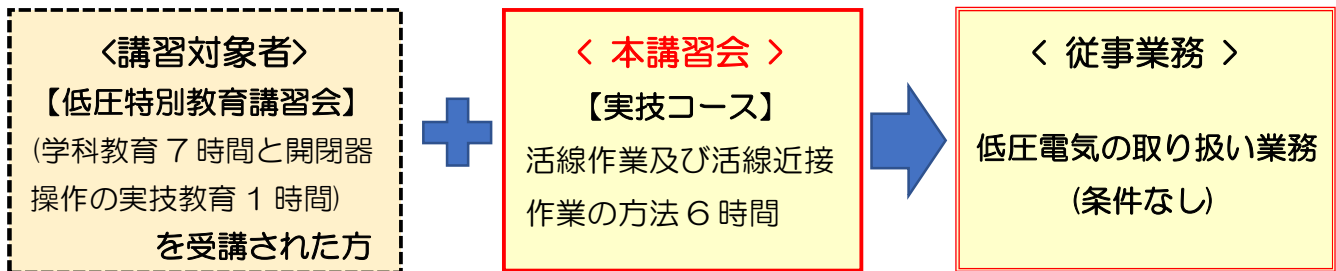 <講習対象者>
【低圧特別教育講習会】
(学科教育7時間と開閉器
操作の実技教育1時間)
を受講された方
< 本講習会 >
【実技コース】
活線作業及び活線近接
作業の方法6時間
< 従事業務 >
低圧電気の取り扱い業務
(条件なし)